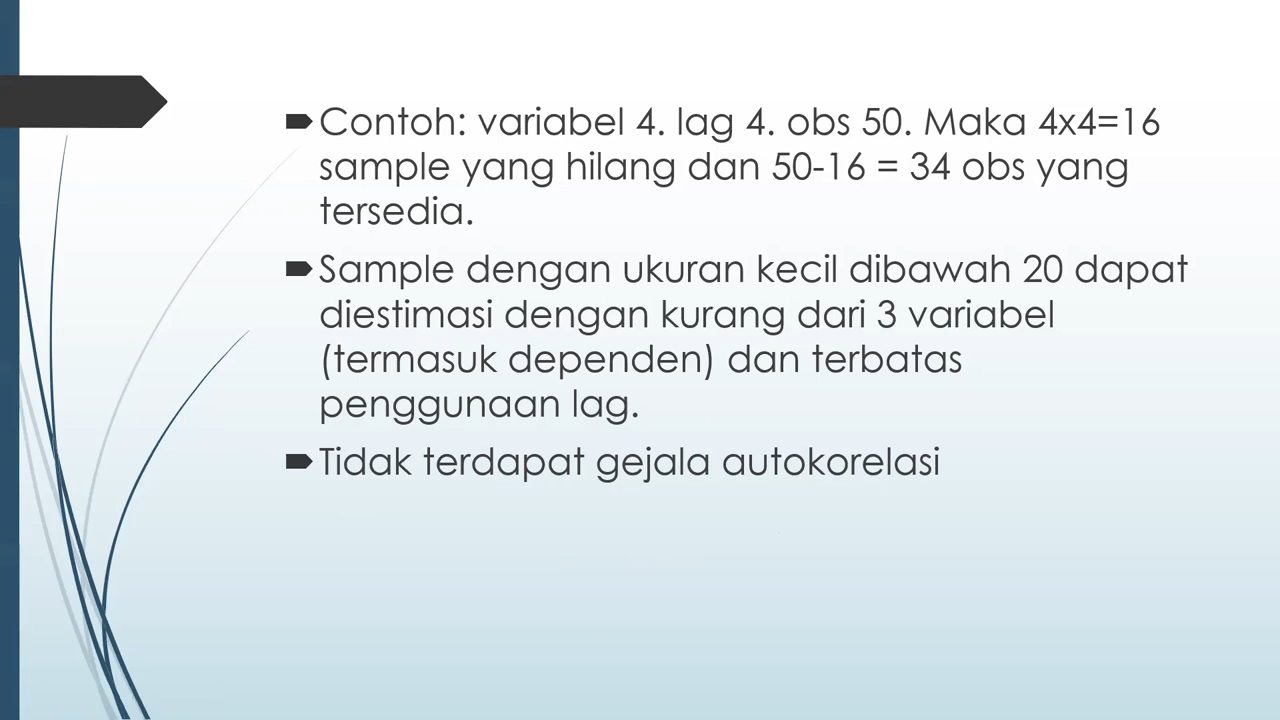 Contoh: variabel 4. lag 4. obs 50. Maka 4x4=16
sample yang hilang dan 50-16 = 34 obs yang
tersedia.
Sample dengan ukuran kecil dibawah 20 dapat
diestimasi dengan kurang dari 3 variabel
(termasuk dependen) dan terbatas
penggunaan lag.
Tidak terdapat gejala autokorelasi